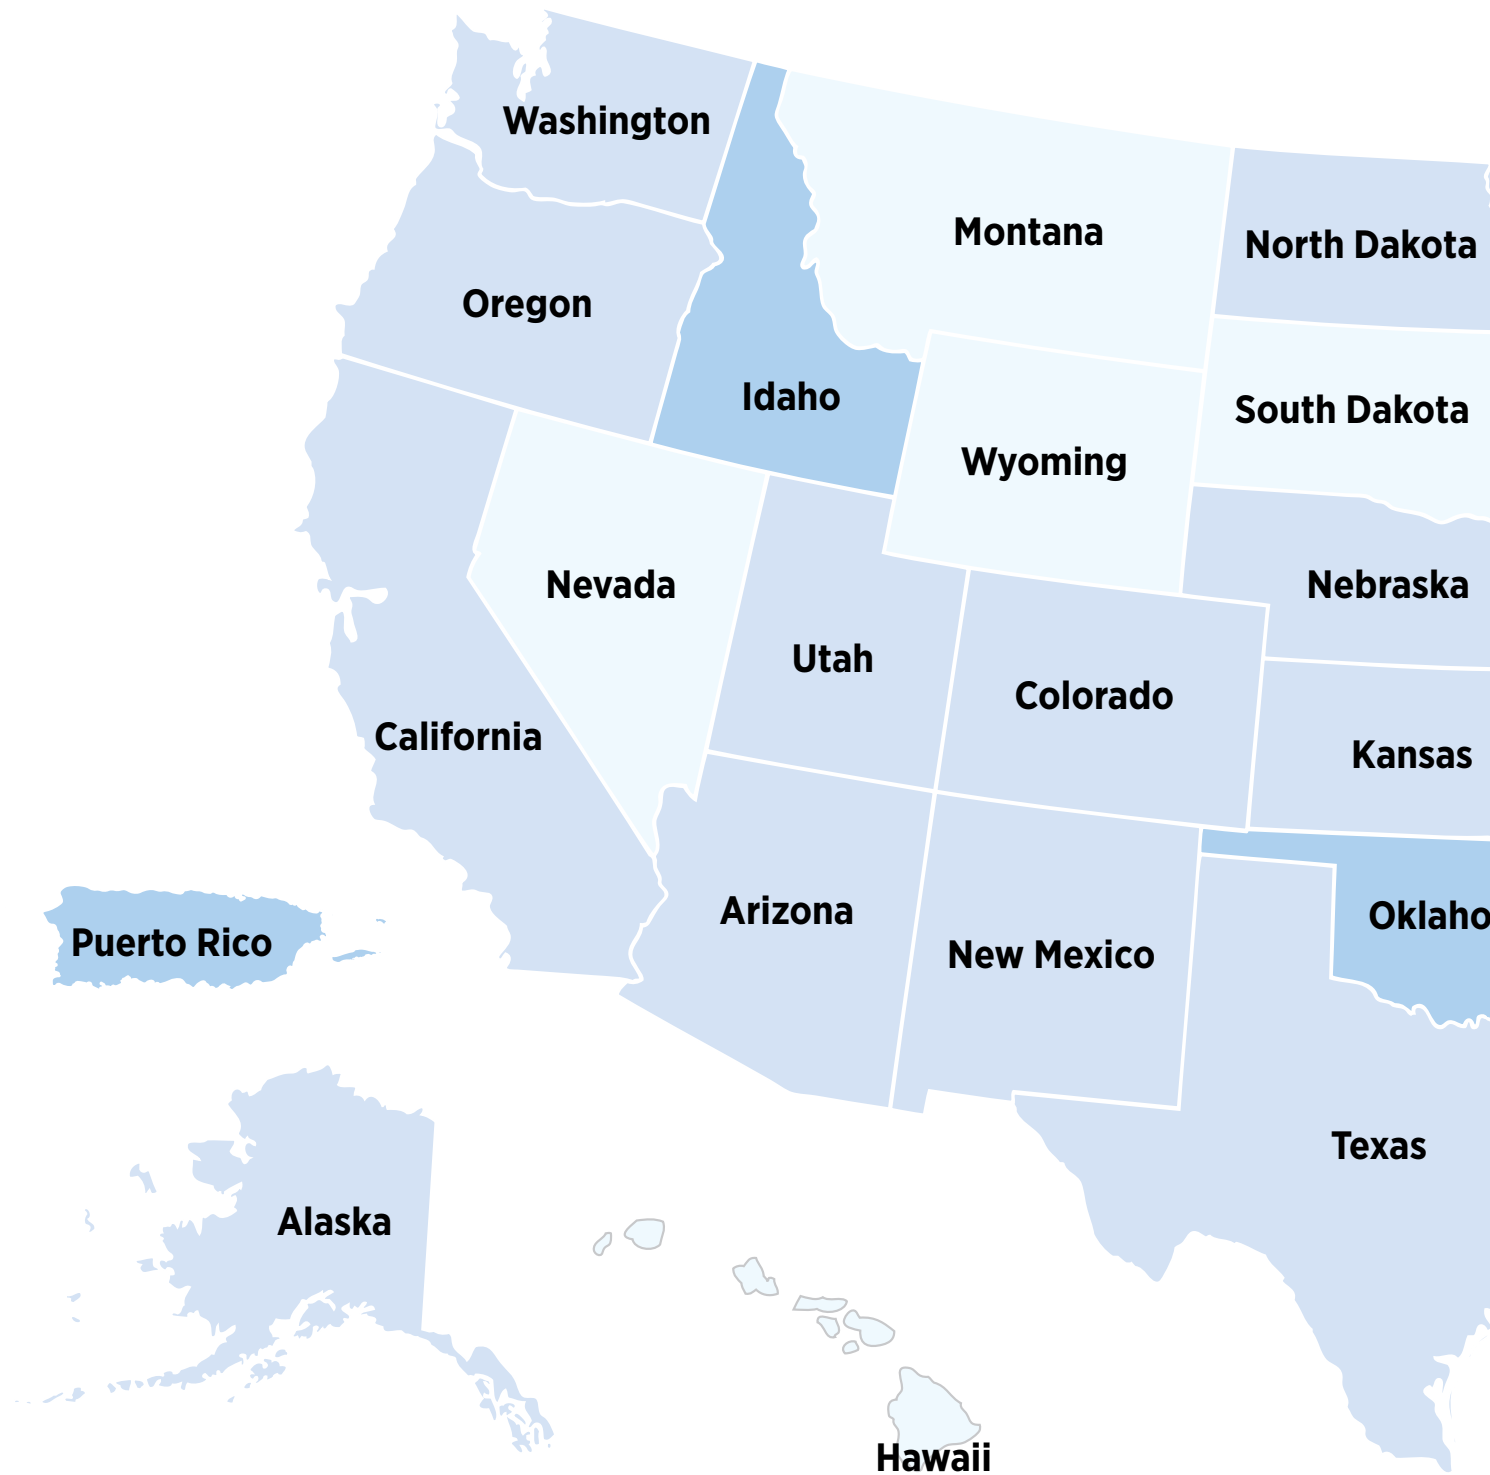 Washington
Montana
North Dakota
Oregon
Idaho
South Dakota
Wyoming
Nevada
Nebraska
Utah
Colorado
California
Kansas
Arizona
Oklaho
Puerto Rico
New Mexico
Texas
Alaska
Hawaii